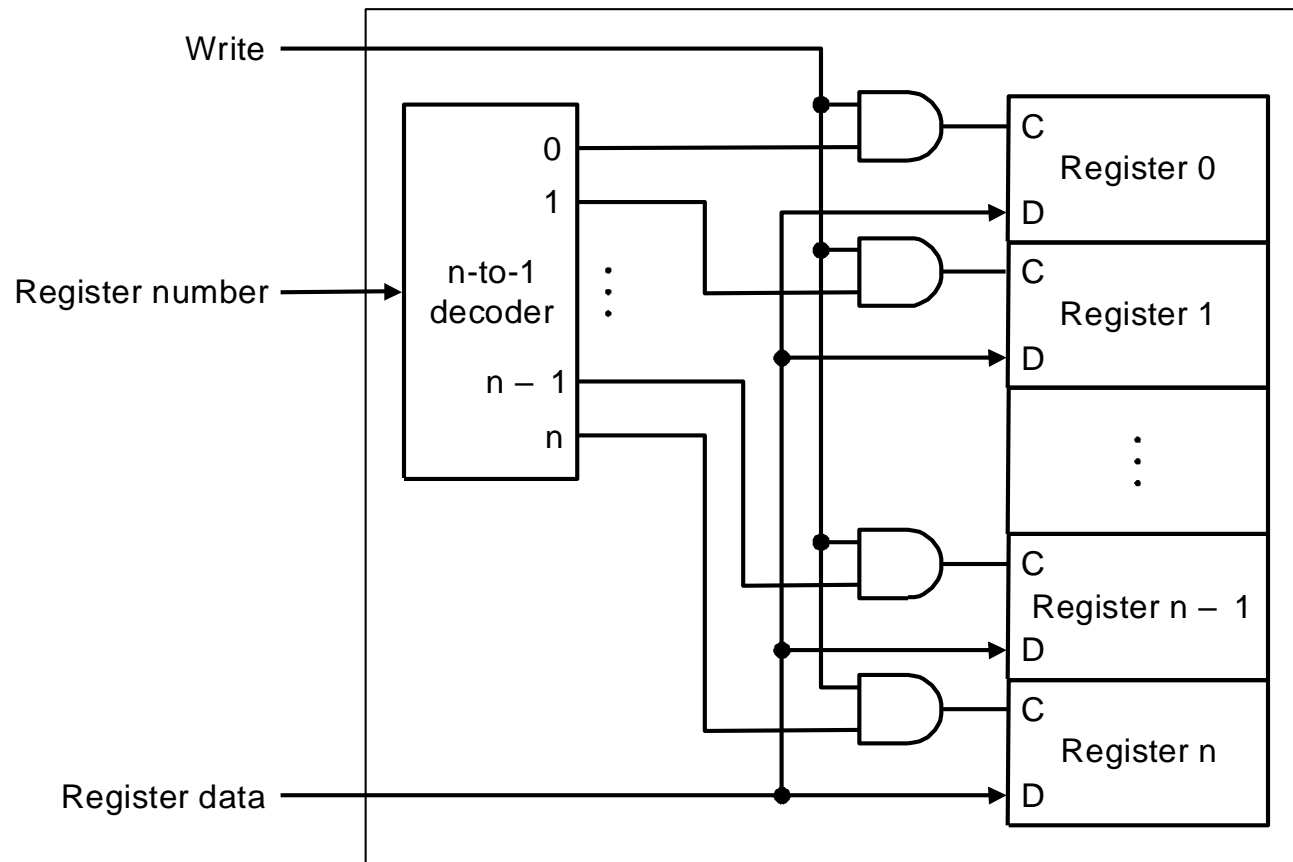 Write
0
C
Register 0
1
D
n-to-1
decoder
C
Register number
Register 1
D
n – 1
n
C
Register n – 1
D
C
Register n
Register data
D